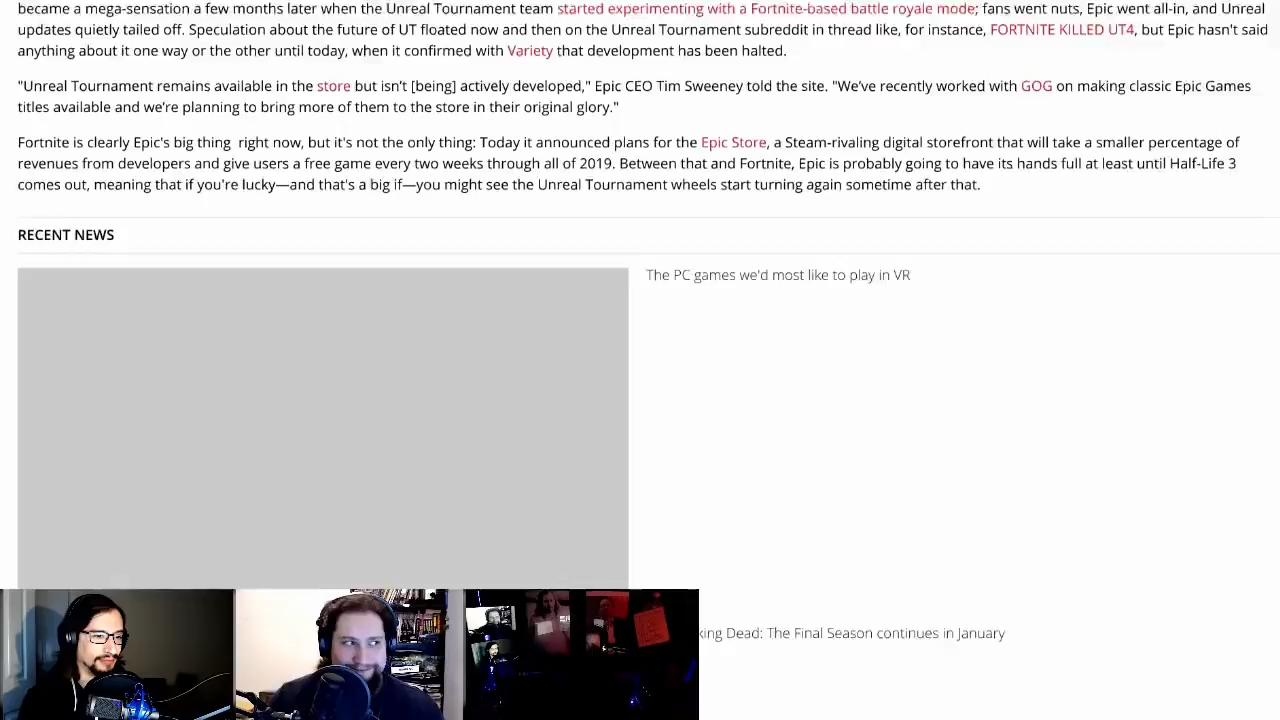 became a mega-sensation a few months later when the Unreal Tournament team started experimenting with a Fortnite-based battle royale mode; fans went nuts, Epic went all-in, and Unreal
updates quietly tailed off. Speculation about the future of UT floated now and then on the Unreal Tournament subreddit in thread like, for instance, FORTNITE KILLED UT4, but Epic hasn't said
anything about it one way or the other until today, when it confirmed with Variety that development has been halted.
"Unreal Tournament remains available in the store but isn't [being] actively developed," Epic CEO Tim Sweeney told the site. "We've recently worked with GOG on making classic Epic Games
titles available and we're planning to bring more of them to the store in their original glory."
Fortnite is clearly Epic's big thing right now, but it's not the only thing: Today it announced plans for the Epic Store, a Steam-rivaling digital storefront that will take a smaller percentage of
revenues from developers and give users a free game every two weeks through all of 2019. Between that and Fortnite, Epic is probably going to have its hands full at least until Half-Life 3
comes out, meaning that if you're lucky—and that's a big if—you might see the Unreal Tournament wheels start turning again sometime after that.
RECENT NEWS
The PC games we'd most like to play in VR
king Dead: The Final Season continues in January